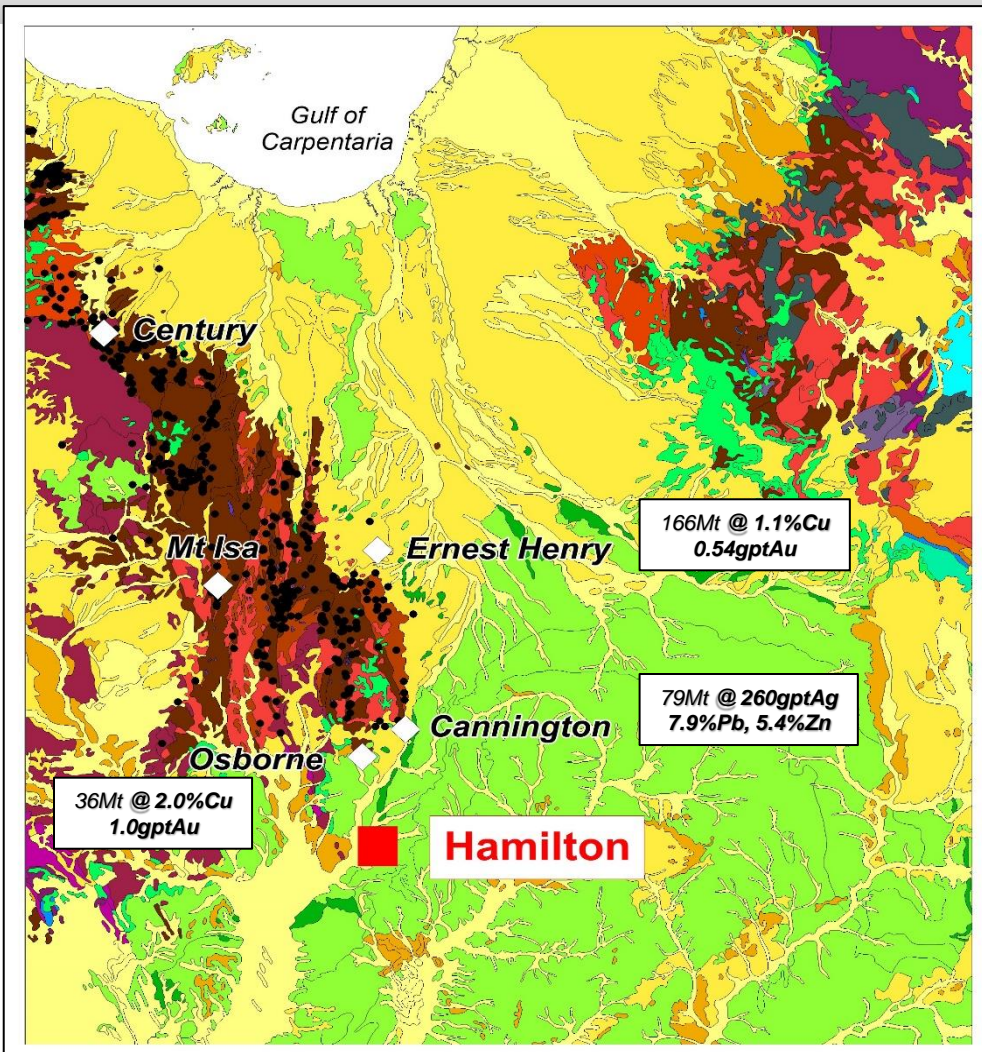 Gulf of
Carpentaria
Century
Mt Isa
Ernest Henry
166Mt @ 1.1%Cu
0.54gptAu
79Mt @ 260gptAg
7.9%Pb, 5.4%Zn
Cannington
Osborne
36Mt @ 2.0%Cu
1.0gptAu
Hamilton